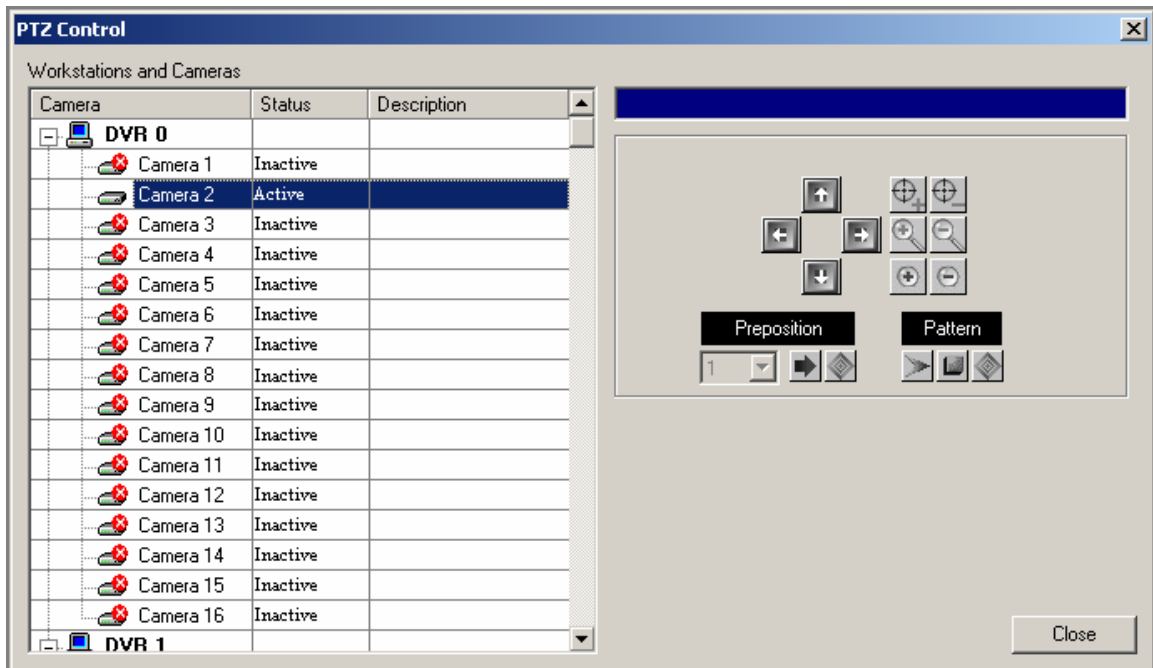 PTZ Control
Workstations and Cameras
Camera Status Description
DVR 0
Camera 1 Inactive
Camera 2 Active
Camera 3 Inactive
Camera 4 Inactive
Camera 5 Inactive
Camera 6 Inactive
Camera 7 Inactive
Camera 8 Inactive
Camera 9 Inactive
Camera 10 Inactive
Camera 11 Inactive
Camera 12 Inactive
Camera 13 Inactive
Camera 14 Inactive
Camera 15 Inactive
Camera 16 Inactive
DVR 1
Preposition Pattern
1
Close